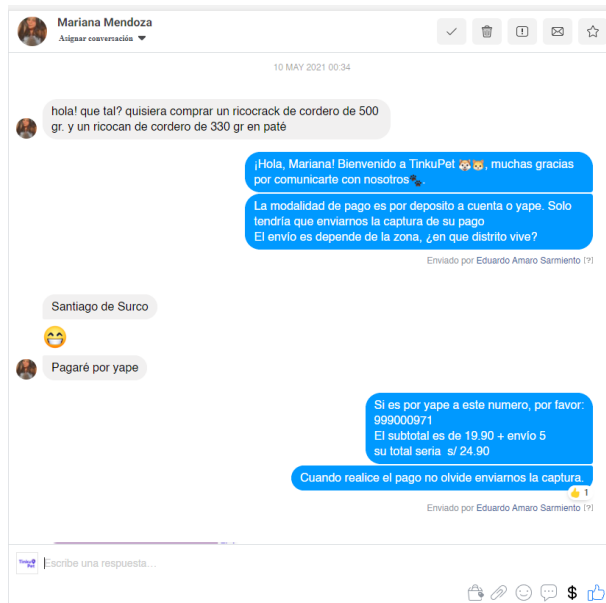 Mariana Mendoza
Asignar conversación
10 MAY 2021 00:34
hola! que tal? quisiera comprar un ricocrack de cordero de 500
gr. y un ricocan de cordero de 330 gr en paté
¡Hola, Mariana! Bienvenido a TinkuPet 🐶🐱, muchas gracias
por comunicarte con nosotros🐾.
La modalidad de pago es por deposito a cuenta o yape. Solo
tendría que enviarnos la captura de su pago
El envío es depende de la zona, ¿en que distrito vive?
Enviado por Eduardo Amaro Sarmiento [?]
Santiago de Surco
😁
Pagaré por yape
Si es por yape a este numero, por favor:
999000971
El subtotal es de 19.90 + envío 5
su total seria  s/ 24.90
Cuando realice el pago no olvide enviarnos la captura.
👍 1
Enviado por Eduardo Amaro Sarmiento [?]
Tinku Pet
Escribe una respuesta...
$